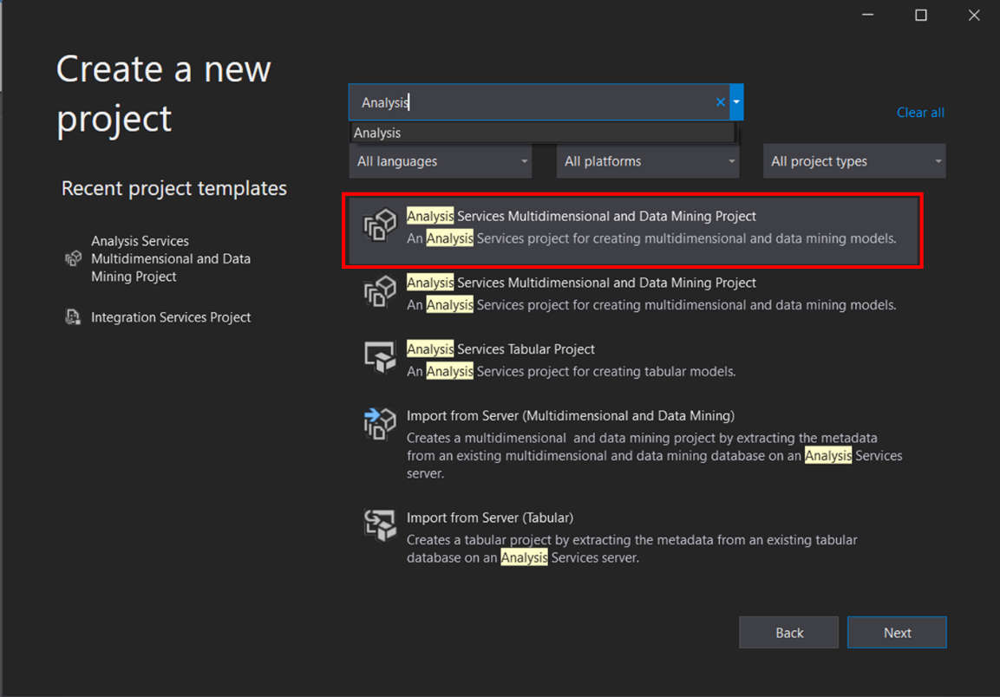 Create a new
project
Recent project templates
Analysis Services
Multidimensional and Data
Mining Project
Integration Services Project
Analysis
Analysis
Clear all
All languages
All platforms
All project types
Analysis Services Multidimensional and Data Mining Project
An Analysis Services project for creating multidimensional and data mining models.
Analysis Services Multidimensional and Data Mining Project
An Analysis Services project for creating multidimensional and data mining models.
Analysis Services Tabular Project
An Analysis Services project for creating tabular models.
Import from Server (Multidimensional and Data Mining)
Creates a multidimensional and data mining project by extracting the metadata
from an existing multidimensional and data mining database on an Analysis Services
server.
Import from Server (Tabular)
Creates a tabular project by extracting the metadata from an existing tabular
database on an Analysis Services server.
Back
Next